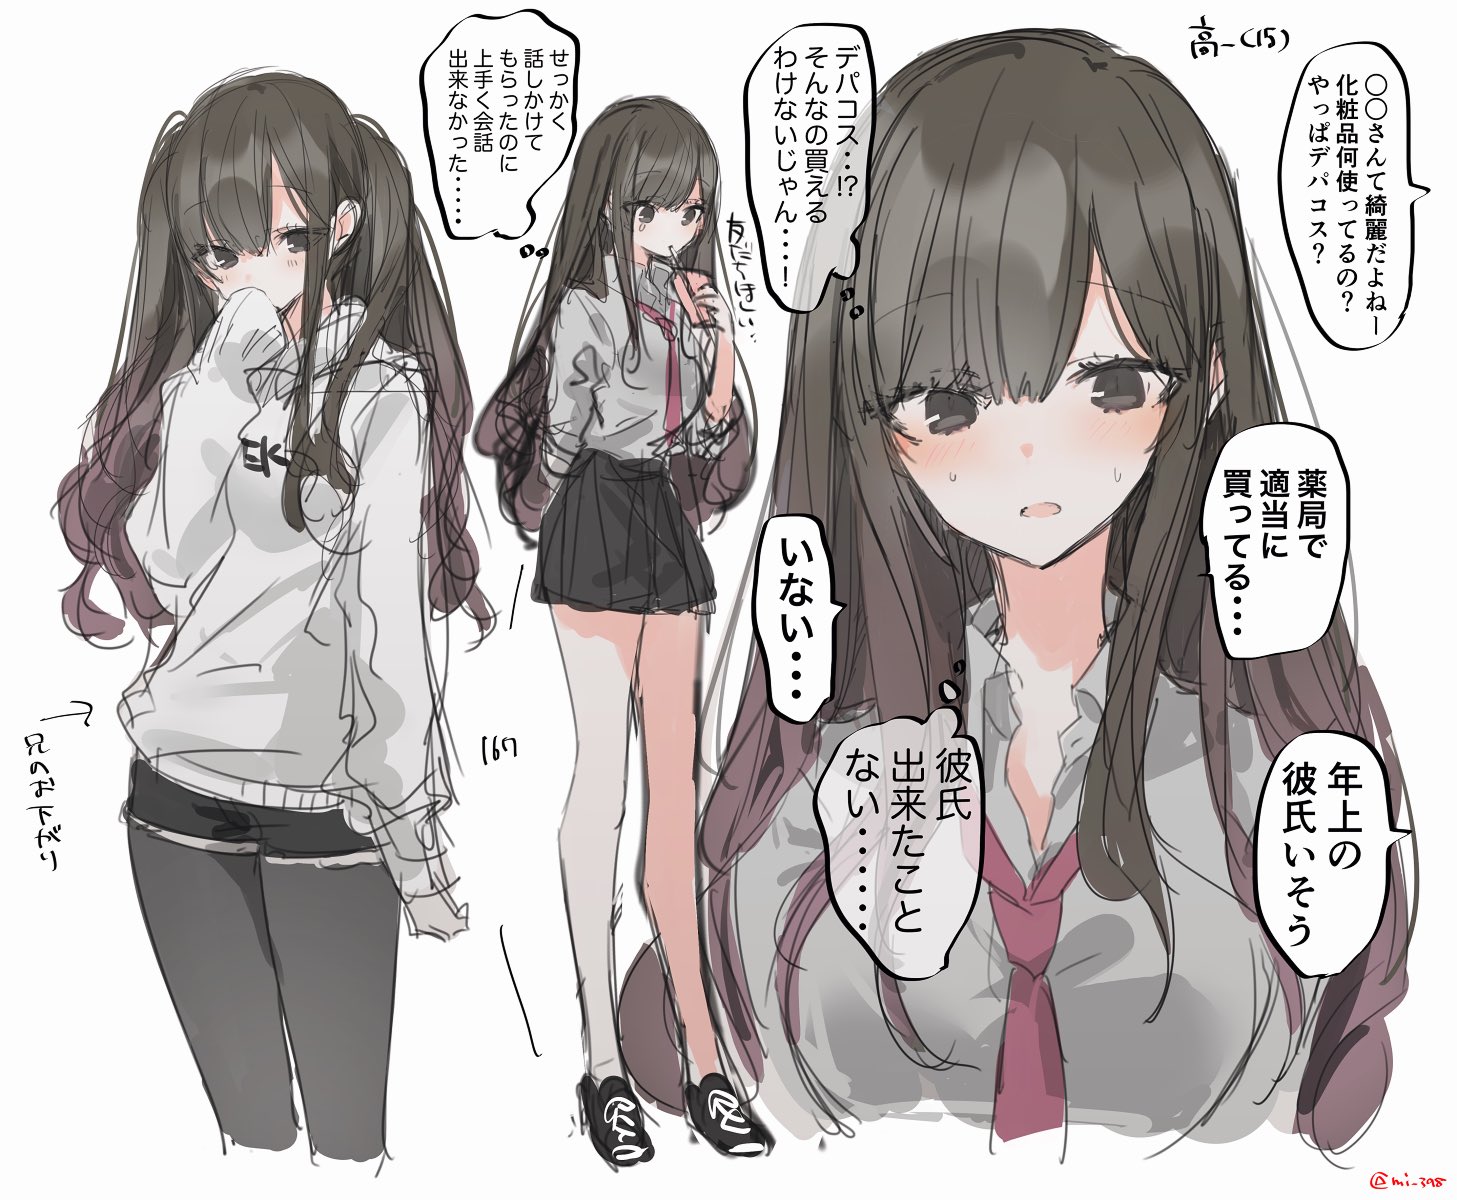 高一(15)
〇〇さんて綺麗だよねー
化粧品何使ってるの?
やっぱデパコス?
デパコス・・!?
そんなの買える
わけないじゃん・・・・!
薬局で
適当に
買ってる・・・
年上の
彼氏いそう
いない・・・
彼氏
出来たこと
ない・・・・・・
せっかく
話しかけて
もらったのに
上手く会話
出来なかった・・・・・
友だちほしい・・
167
兄のお下がり
@mi_398